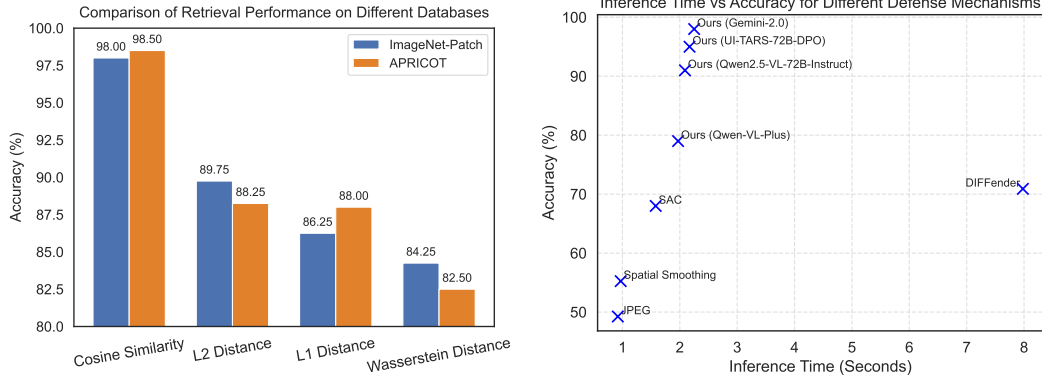 Comparison of Retrieval Performance on Different Databases
Accuracy (%)
100.0
97.5
95.0
92.5
90.0
87.5
85.0
82.5
80.0
98.00
98.50
89.75
88.25
86.25
88.00
84.25
82.50
ImageNet-Patch
APRICOT
Cosine Similarity
L2 Distance
L1 Distance
Wasserstein Distance
Inference Time vs Accuracy for Different Defense Mechanisms
Accuracy (%)
100
90
80
70
60
50
Ours (Gemini-2.0)
Ours (UI-TARS-72B-DPO)
Ours (Qwen2.5-VL-72B-Instruct)
Ours (Qwen-VL-Plus)
DIFFender
SAC
Spatial Smoothing
JPEG
1
2
3
4
5
6
7
8
Inference Time (Seconds)